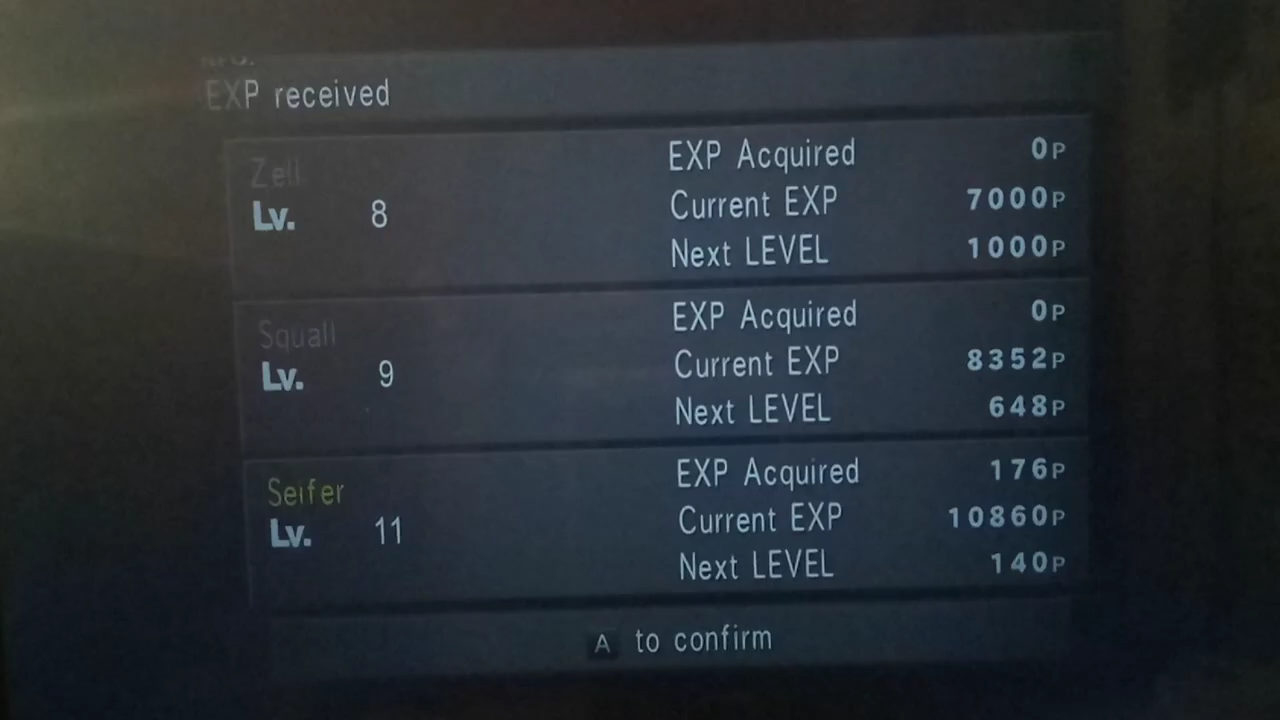 EXP received
Zell
Lv. 8
EXP Acquired 0P
Current EXP 7000P
Next LEVEL 1000P
Squall
Lv. 9
EXP Acquired 0P
Current EXP 8352P
Next LEVEL 648P
Seifer
Lv. 11
EXP Acquired 176P
Current EXP 10860P
Next LEVEL 140P
A to confirm